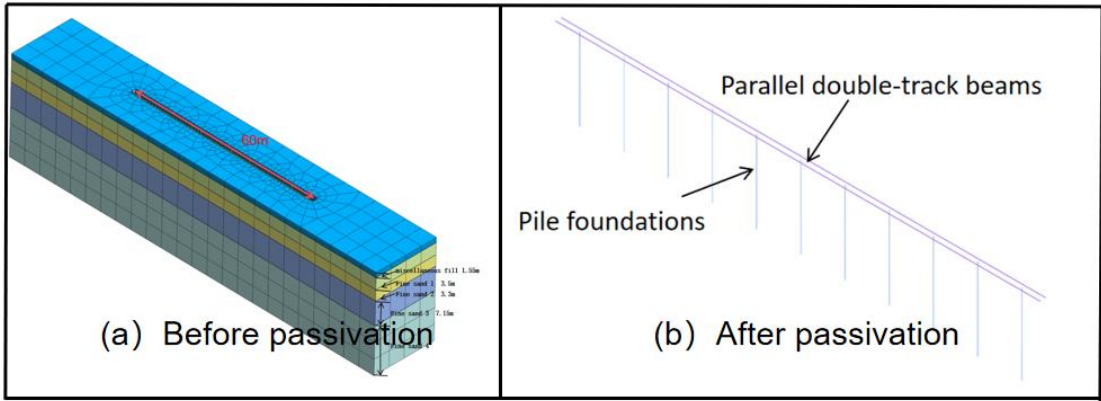 60m
miscellaneous fill 1.55m
Fine sand 1 3.5m
Fine sand 2 3.3m
Fine sand 3 7.15m
Fine sand 4
(a) Before passivation
Parallel double-track beams
Pile foundations
(b) After passivation